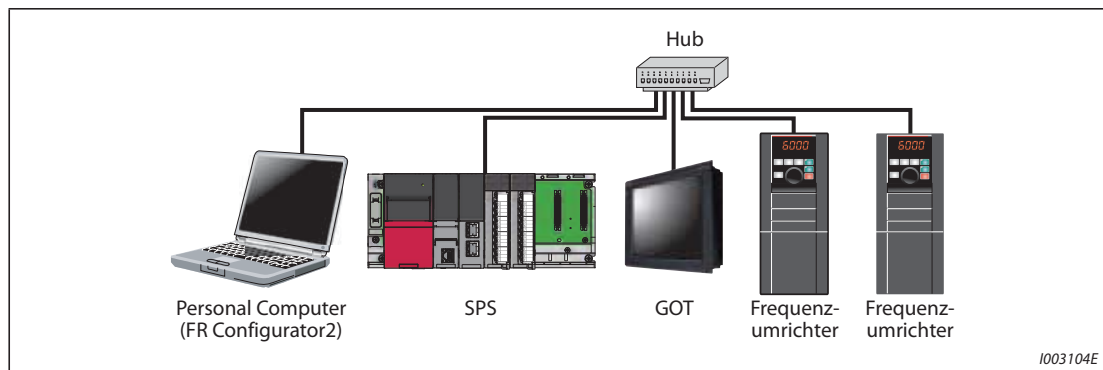 Hub
6000
6000
Personal Computer
(FR Configurator2)
SPS
GOT
Frequenz-
umrichter
Frequenz-
umrichter
I003104E